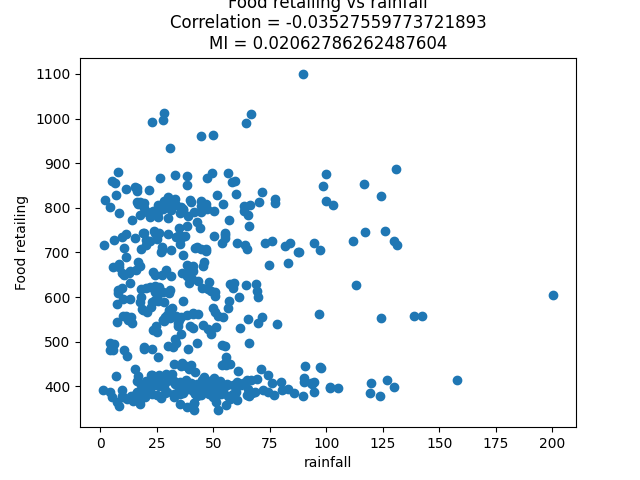 Food retailing vs rainfall
Correlation = -0.03527559773721893
MI = 0.02062786262487604
1100
1000
900
800
700
600
500
400
Food retailing
0 25 50 75 100 125 150 175 200
rainfall